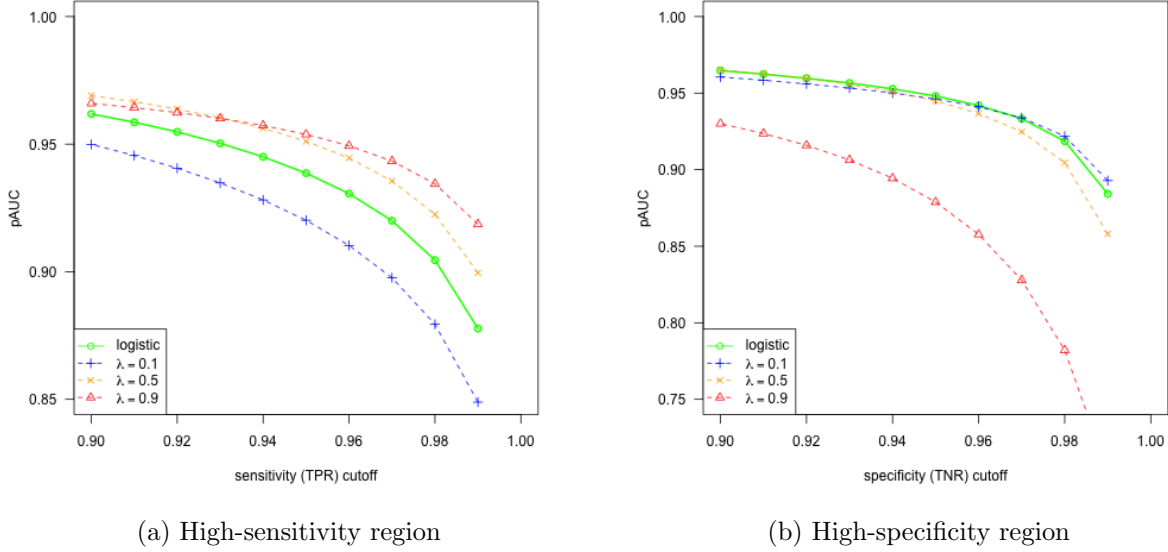 1.00
0.95
0.90
0.85
pAUC
logistic
λ = 0.1
λ = 0.5
λ = 0.9
0.90 0.92 0.94 0.96 0.98 1.00
sensitivity (TPR) cutoff
(a) High-sensitivity region
1.00
0.95
0.90
0.85
0.80
0.75
pAUC
logistic
λ = 0.1
λ = 0.5
λ = 0.9
0.90 0.92 0.94 0.96 0.98 1.00
specificity (TNR) cutoff
(b) High-specificity region